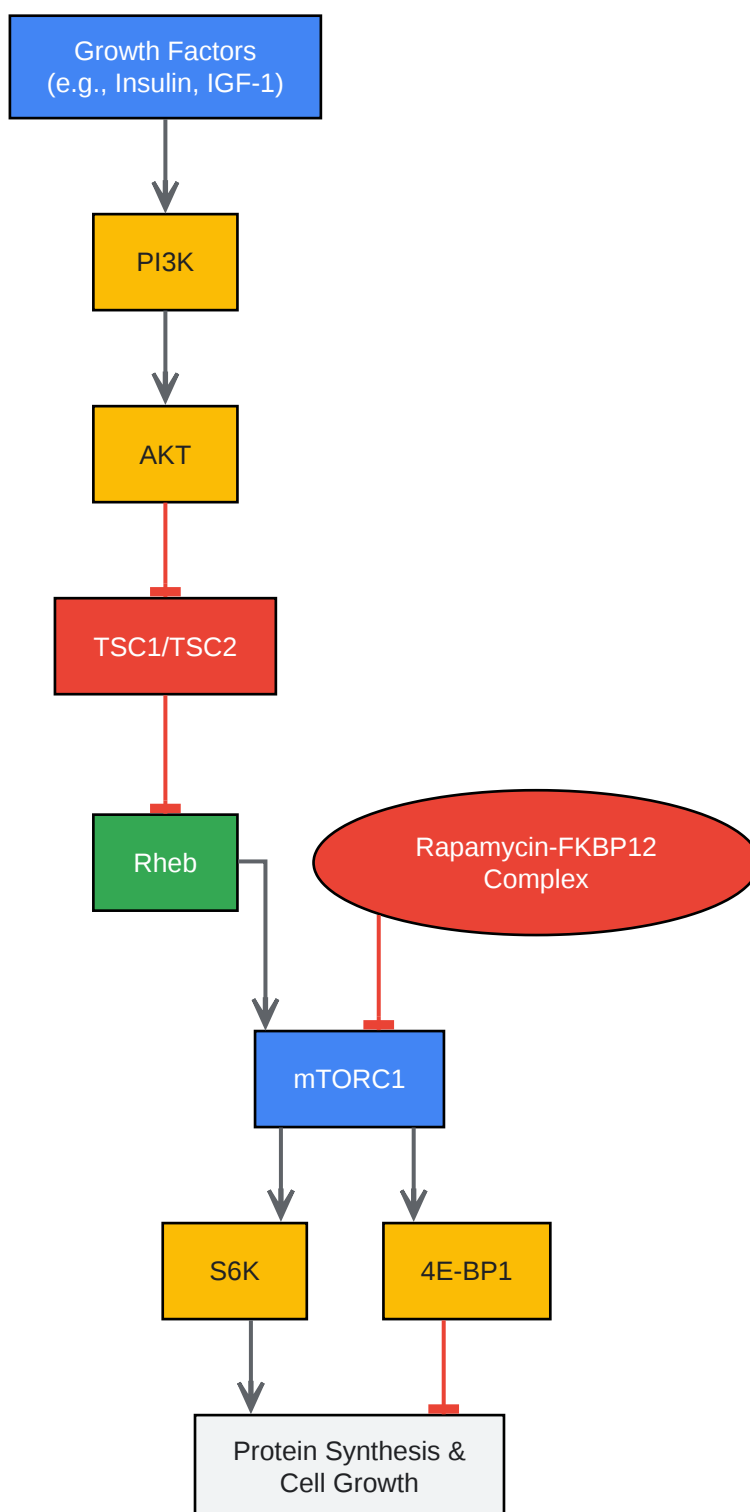 Growth Factors
(e.g., Insulin, IGF-1)
PI3K
AKT
TSC1/TSC2
Rheb
Rapamycin-FKBP12
Complex
mTORC1
S6K
4E-BP1
Protein Synthesis &
Cell Growth